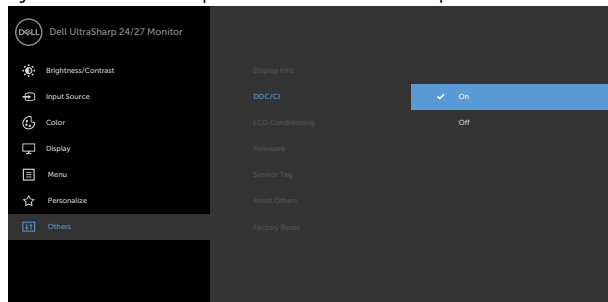 DELL Dell UltraSharp 24/27 Monitor
Brightness/Contrast
Display Info
Input Source
DDC/CI
On
Color
LCD Conditioning
Off
Display
Firmware
Menu
Service Tag
Personalize
Reset Others
Others
Factory Reset